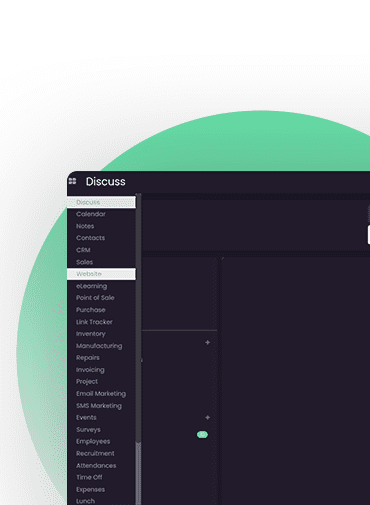 Discuss
Discuss
Calendar
Notes
Contacts
CRM
Sales
Website
eLearning
Point of Sale
Purchase
Link Tracker
Inventory
Manufacturing
Repairs
Invoicing
Project
Email Marketing
SMS Marketing
Events
Surveys
Employees
Recruitment
Attendances
Time Off
Expenses
Lunch